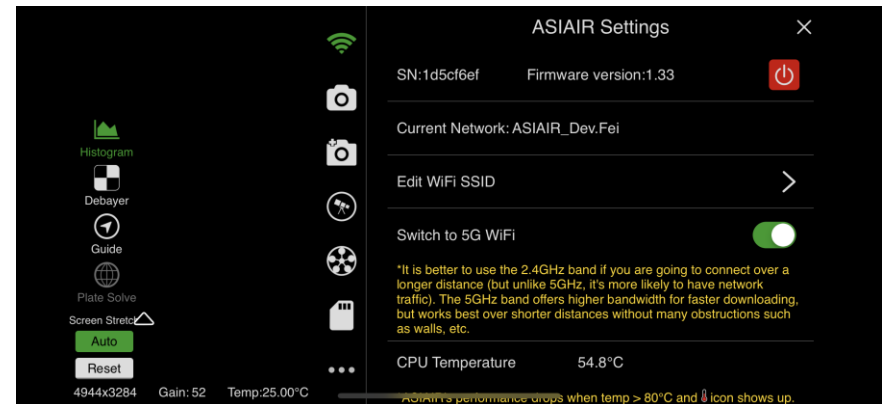 ASIAIR Settings
SN:1d5cf6ef Firmware version:1.33
Current Network: ASIAIR_Dev.Fei
Edit WiFi SSID
Switch to 5G WiFi
*It is better to use the 2.4GHz band if you are going to connect over a
longer distance (but unlike 5GHz, it's more likely to have network
traffic). The 5GHz band offers higher bandwidth for faster downloading,
but works best over shorter distances without many obstructions such
as walls, etc.
CPU Temperature 54.8°C
*ASIAIR's performance drops when temp > 80°C and icon shows up.
Histogram
Debayer
Guide
Plate Solve
Screen Stretch
Auto
Reset
4944x3284 Gain: 52 Temp:25.00°C